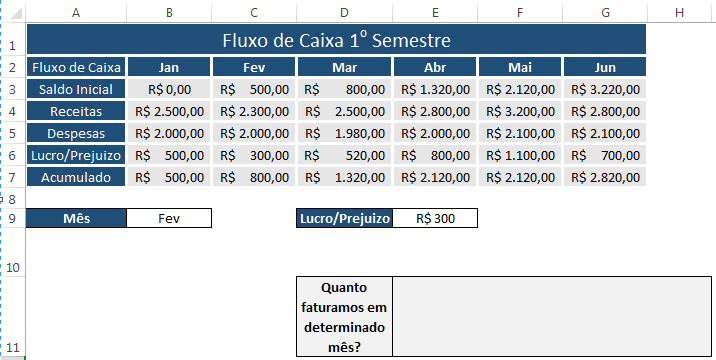 A B C D E F G H
1 Fluxo de Caixa 1º Semestre
2 Fluxo de Caixa Jan Fev Mar Abr Mai Jun
3 Saldo Inicial R$ 0,00 R$ 500,00 R$ 800,00 R$ 1.320,00 R$ 2.120,00 R$ 3.220,00
4 Receitas R$ 2.500,00 R$ 2.300,00 R$ 2.500,00 R$ 2.800,00 R$ 3.200,00 R$ 2.800,00
5 Despesas R$ 2.000,00 R$ 2.000,00 R$ 1.980,00 R$ 2.000,00 R$ 2.100,00 R$ 2.100,00
6 Lucro/Prejuizo R$ 500,00 R$ 300,00 R$ 520,00 R$ 800,00 R$ 1.100,00 R$ 700,00
7 Acumulado R$ 500,00 R$ 800,00 R$ 1.320,00 R$ 2.120,00 R$ 2.120,00 R$ 2.820,00
8
9 Mês Fev Lucro/Prejuizo R$ 300
10
Quanto
faturamos em
determinado
11 mês?